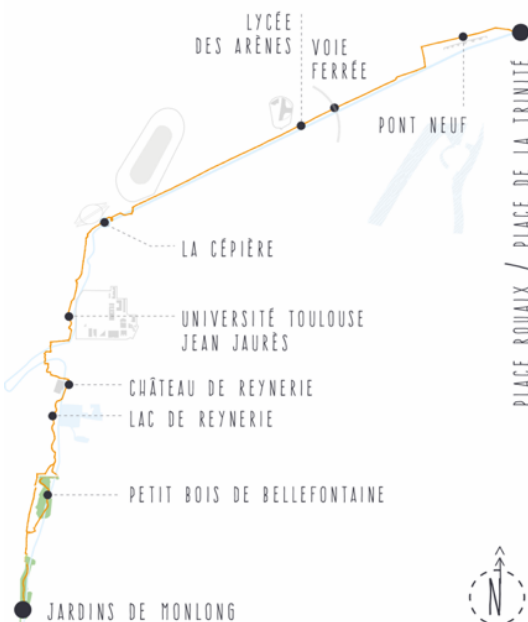 LYCÉE
DES ARÈNES
VOIE
FERRÉE
PONT NEUF
PLACE ROUAIX / PLACE DE LA TRINITÉ
LA CÉPIÈRE
UNIVERSITÉ TOULOUSE
JEAN JAURÈS
CHÂTEAU DE REYNERIE
LAC DE REYNERIE
PETIT BOIS DE BELLEFONTAINE
JARDINS DE MONLONG
N